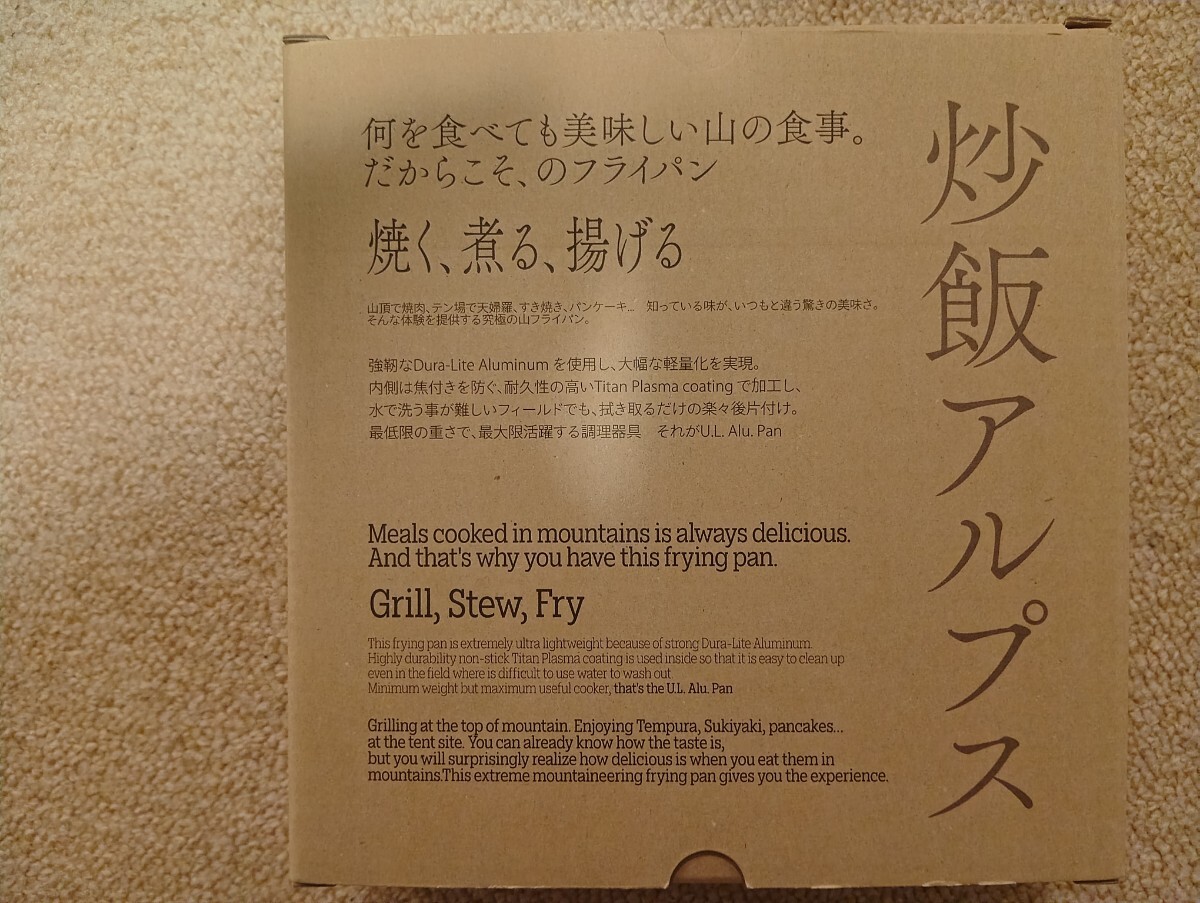 炒飯アルプス
何を食べても美味しい山の食事。
だからこそ、のフライパン
焼く、煮る、揚げる
山頂で焼肉、テン場で天婦羅、すき焼き、パンケーキ... 知っている味が、いつもと違う驚きの美味さ。
そんな体験を提供する究極の山フライパン。
強靭なDura-Lite Aluminum を使用し、大幅な軽量化を実現。
内側は焦付きを防ぐ、耐久性の高いTitan Plasma coating で加工し、
水で洗う事が難しいフィールドでも、拭き取るだけの楽々後片付け。
最低限の重さで、最大限活躍する調理器具 それがU.L. Alu. Pan
Meals cooked in mountains is always delicious.
And that's why you have this frying pan.
Grill, Stew, Fry
This frying pan is extremely ultra lightweight because of strong Dura-Lite Aluminum.
Highly durability non-stick Titan Plasma coating is used inside so that it is easy to clean up
even in the field where is difficult to use water to wash out
Minimum weight but maximum useful cooker, that's the U.L. Alu. Pan
Grilling at the top of mountain. Enjoying Tempura, Sukiyaki, pancakes...
at the tent site. You can already know how the taste is,
but you will surprisingly realize how delicious is when you eat them in
mountains.This extreme mountaineering frying pan gives you the experience.